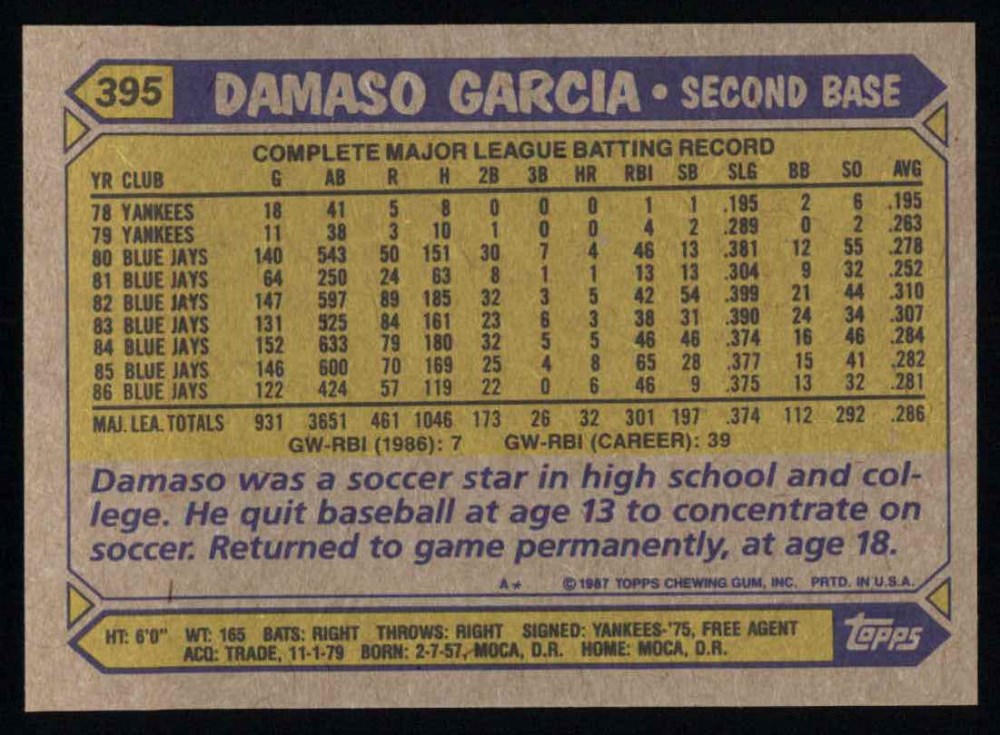 395 DAMASO GARCIA • SECOND BASE
COMPLETE MAJOR LEAGUE BATTING RECORD
YR CLUB G AB R H 2B 3B HR RBI SB SLG BB SO AVG
78 YANKEES 18 41 5 8 0 0 0 1 1 .195 2 6 .195
79 YANKEES 11 38 3 10 1 0 0 4 2 .289 0 2 .263
80 BLUE JAYS 140 543 50 151 30 7 4 46 13 .381 12 55 .278
81 BLUE JAYS 64 250 24 63 8 1 1 13 13 .304 9 32 .252
82 BLUE JAYS 147 597 89 185 32 3 5 42 54 .399 21 44 .310
83 BLUE JAYS 131 525 84 161 23 6 3 38 31 .390 24 34 .307
84 BLUE JAYS 152 633 79 180 32 5 5 46 46 .374 16 46 .284
85 BLUE JAYS 146 600 70 169 25 4 8 65 28 .377 15 41 .282
86 BLUE JAYS 122 424 57 119 22 0 6 46 9 .375 13 32 .281
MAJ. LEA. TOTALS 931 3651 461 1046 173 26 32 301 197 .374 112 292 .286
GW-RBI (1986): 7 GW-RBI (CAREER): 39
Damaso was a soccer star in high school and col-
lege. He quit baseball at age 13 to concentrate on
soccer. Returned to game permanently, at age 18.
A* © 1987 TOPPS CHEWING GUM, INC. PRTD. IN U.S.A.
HT: 6'0" WT: 165 BATS: RIGHT THROWS: RIGHT SIGNED: YANKEES-'75, FREE AGENT
ACQ: TRADE, 11-1-79 BORN: 2-7-57, MOCA, D.R. HOME: MOCA, D.R.
Topps